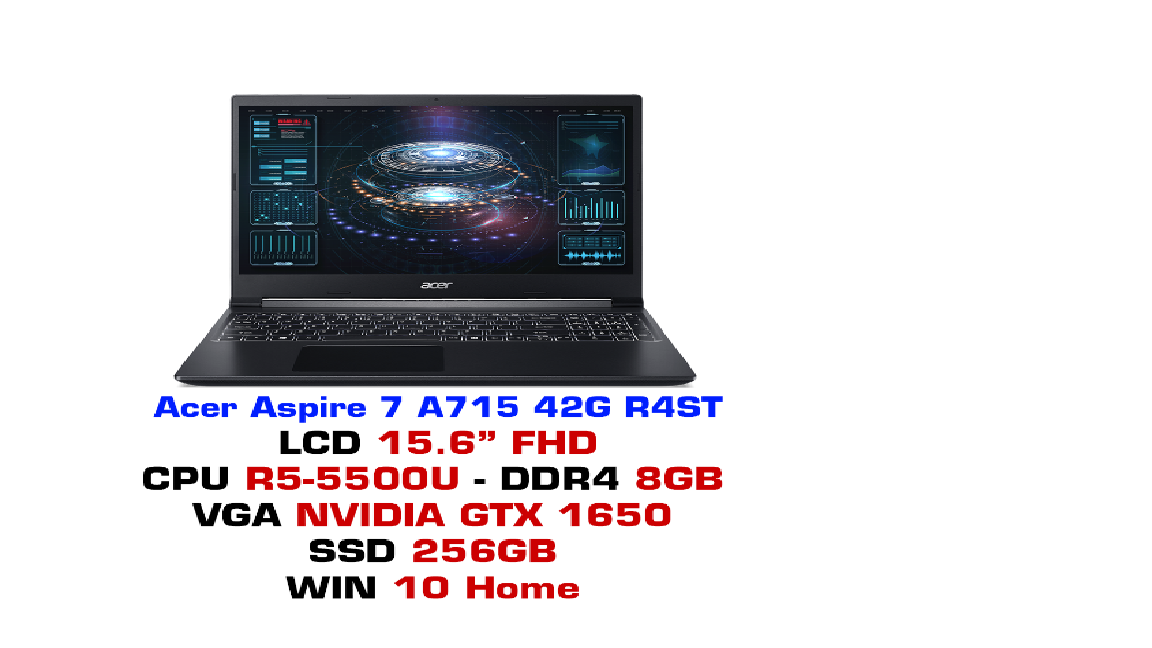 acer
Acer Aspire 7 A715 42G R4ST
LCD 15.6” FHD
CPU R5-5500U - DDR4 8GB
VGA NVIDIA GTX 1650
SSD 256GB
WIN 10 Home